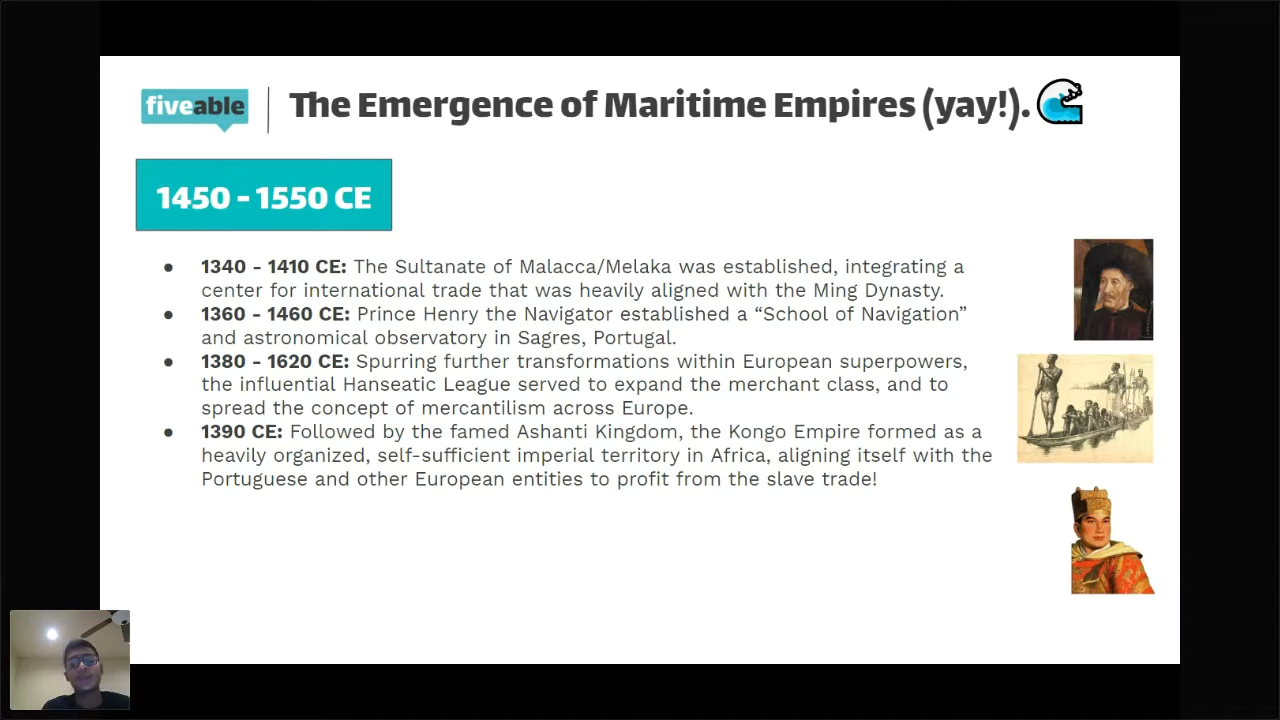 fiveable
The Emergence of Maritime Empires (yay!).
1450 - 1550 CE
● 1340 - 1410 CE: The Sultanate of Malacca/Melaka was established, integrating a
center for international trade that was heavily aligned with the Ming Dynasty.
● 1360 - 1460 CE: Prince Henry the Navigator established a “School of Navigation”
and astronomical observatory in Sagres, Portugal.
● 1380 - 1620 CE: Spurring further transformations within European superpowers,
the influential Hanseatic League served to expand the merchant class, and to
spread the concept of mercantilism across Europe.
● 1390 CE: Followed by the famed Ashanti Kingdom, the Kongo Empire formed as a
heavily organized, self-sufficient imperial territory in Africa, aligning itself with the
Portuguese and other European entities to profit from the slave trade!